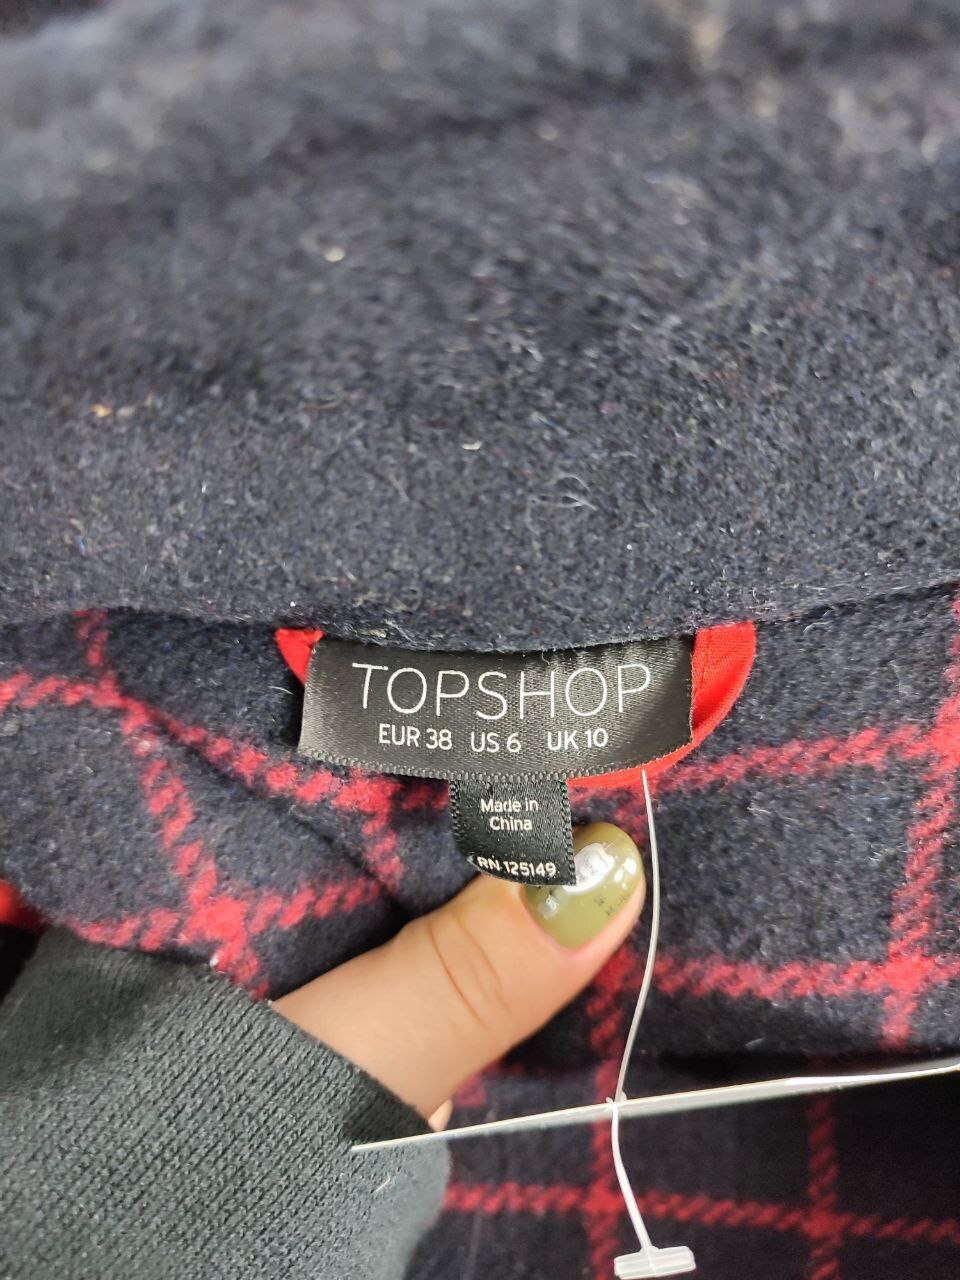 TOPSHOP
EUR 38 US 6 UK 10
Made in
China
RN 125149